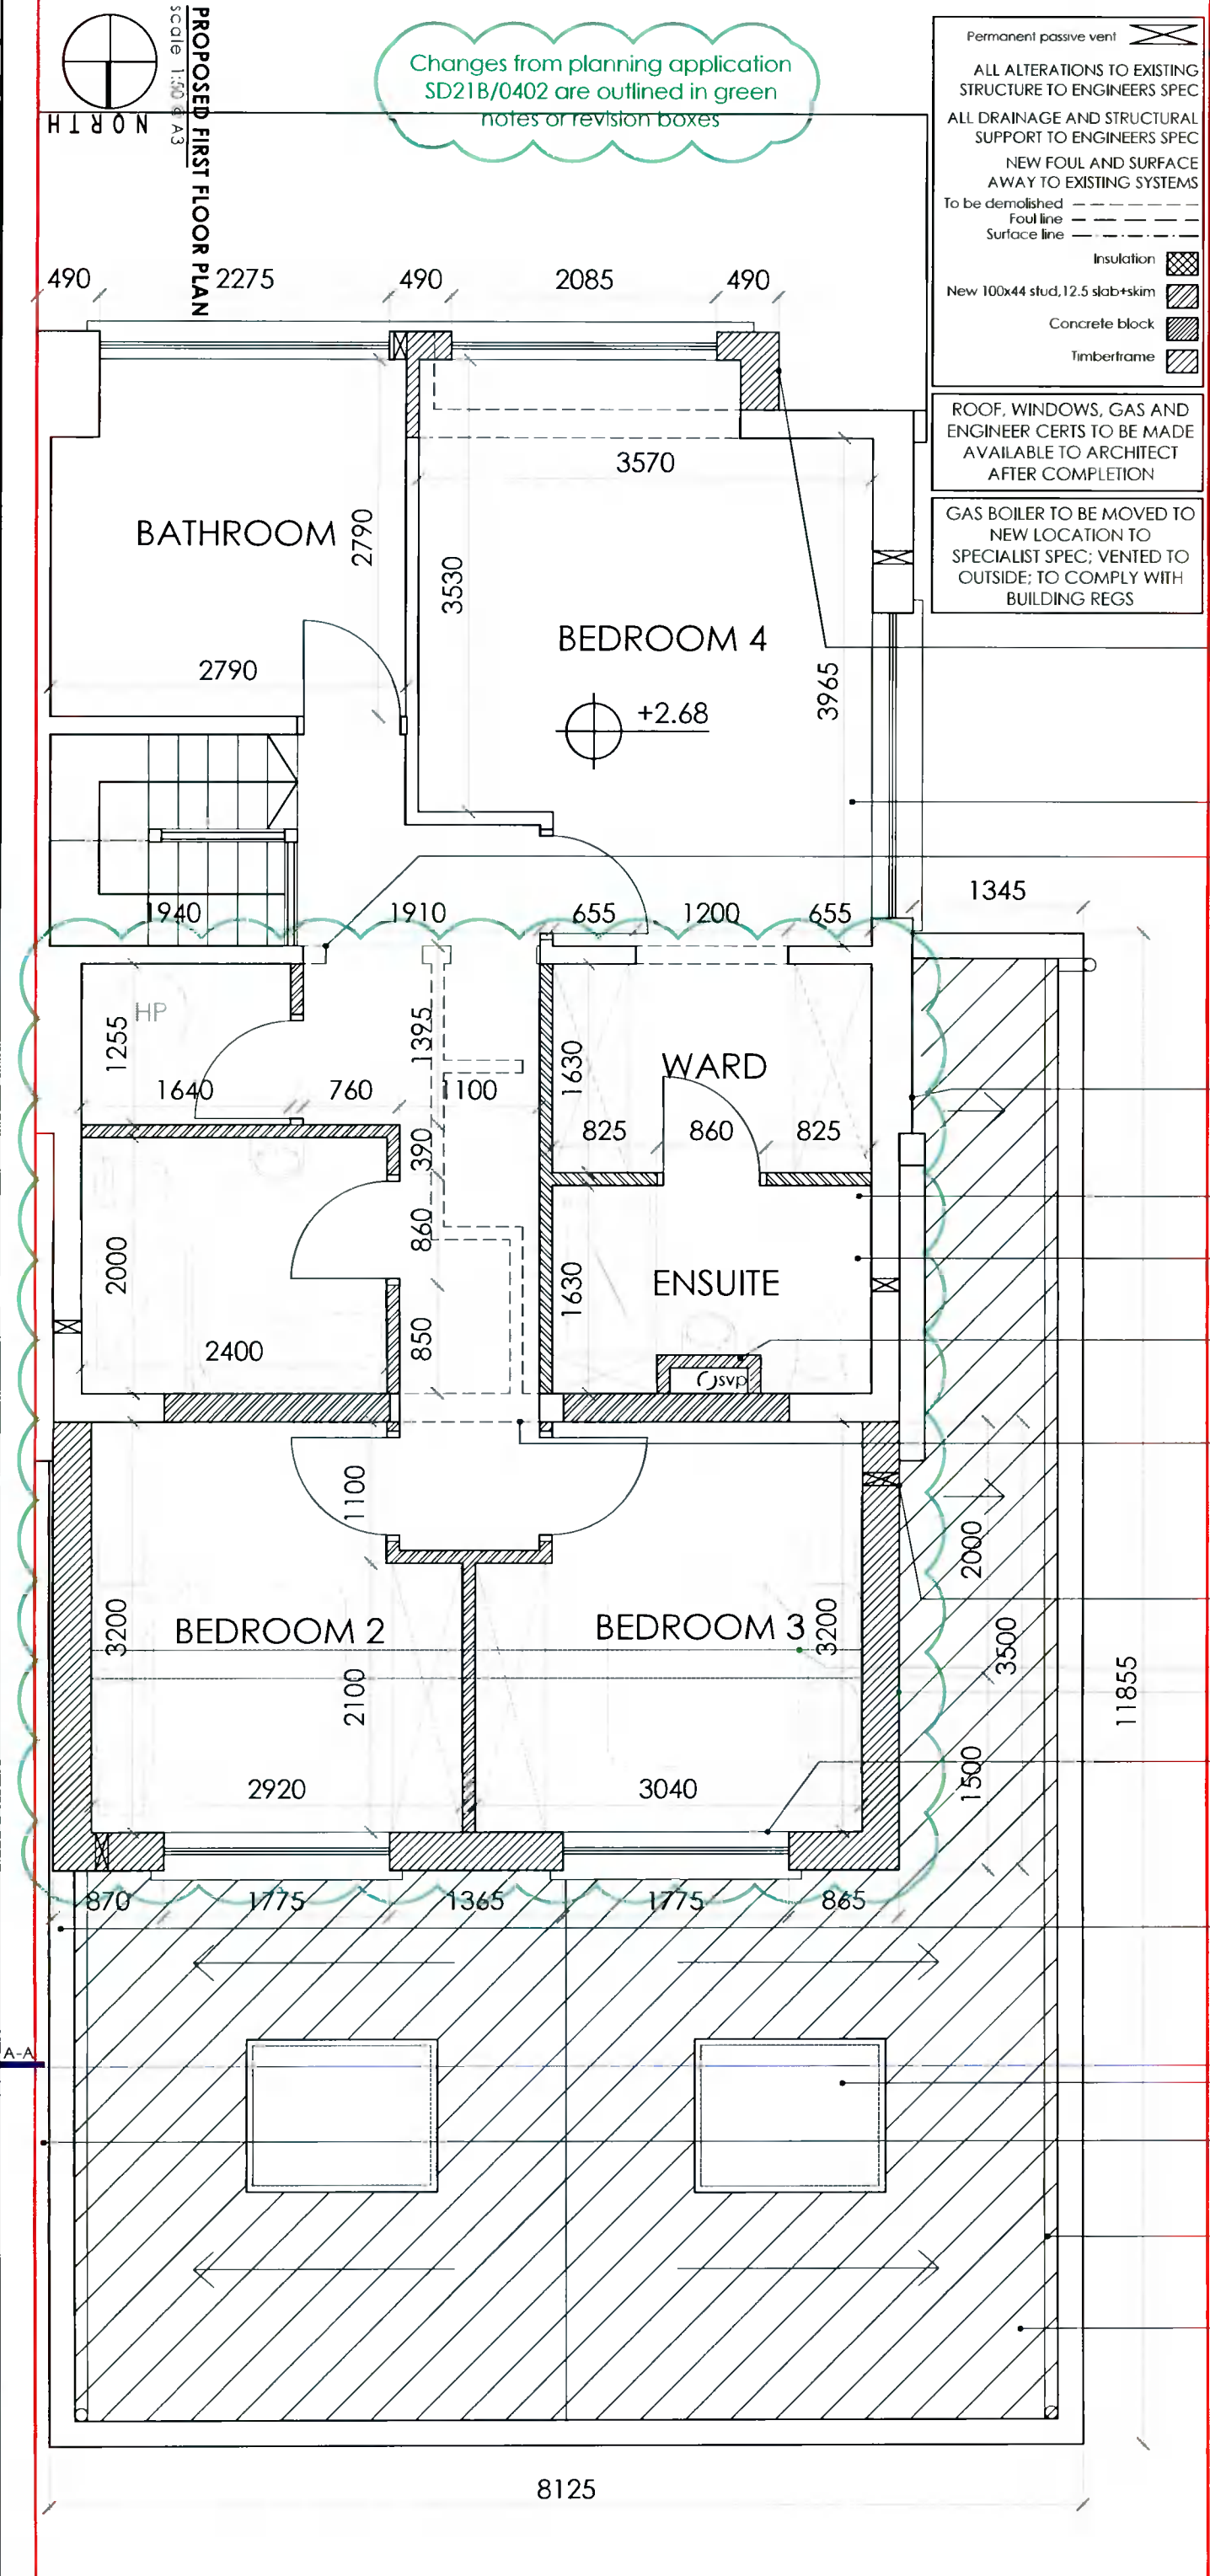 PROPOSED FIRST FLOOR PLAN
scale 1:50 @ A3
NORTH
Changes from planning application
SD21B/0402 are outlined in green
notes or revision boxes
Permanent passive vent
ALL ALTERATIONS TO EXISTING
STRUCTURE TO ENGINEERS SPEC
ALL DRAINAGE AND STRUCTURAL
SUPPORT TO ENGINEERS SPEC
NEW FOUL AND SURFACE
AWAY TO EXISTING SYSTEMS
To be demolished
Foul line
Surface line
Insulation
New 100x44 stud,12.5 slab+skim
Concrete block
Timberframe
ROOF, WINDOWS, GAS AND
ENGINEER CERTS TO BE MADE
AVAILABLE TO ARCHITECT
AFTER COMPLETION
GAS BOILER TO BE MOVED TO
NEW LOCATION TO
SPECIALIST SPEC; VENTED TO
OUTSIDE; TO COMPLY WITH
BUILDING REGS
490 2275 490 2085 490
3570
BATHROOM
2790
3530
BEDROOM 4
2790
3965
+2.68
1345
1940 1910 655 1200 655
HP
1255
1395
1630
WARD
1640 760 1100
825 860 825
390
2000
860
1630
ENSUITE
2400
850
svp
1100
2000
3200
BEDROOM 2
BEDROOM 3
3200
3500
2100
11855
2920
3040
1500
870 1775 1365 1775 865
A-A
8125